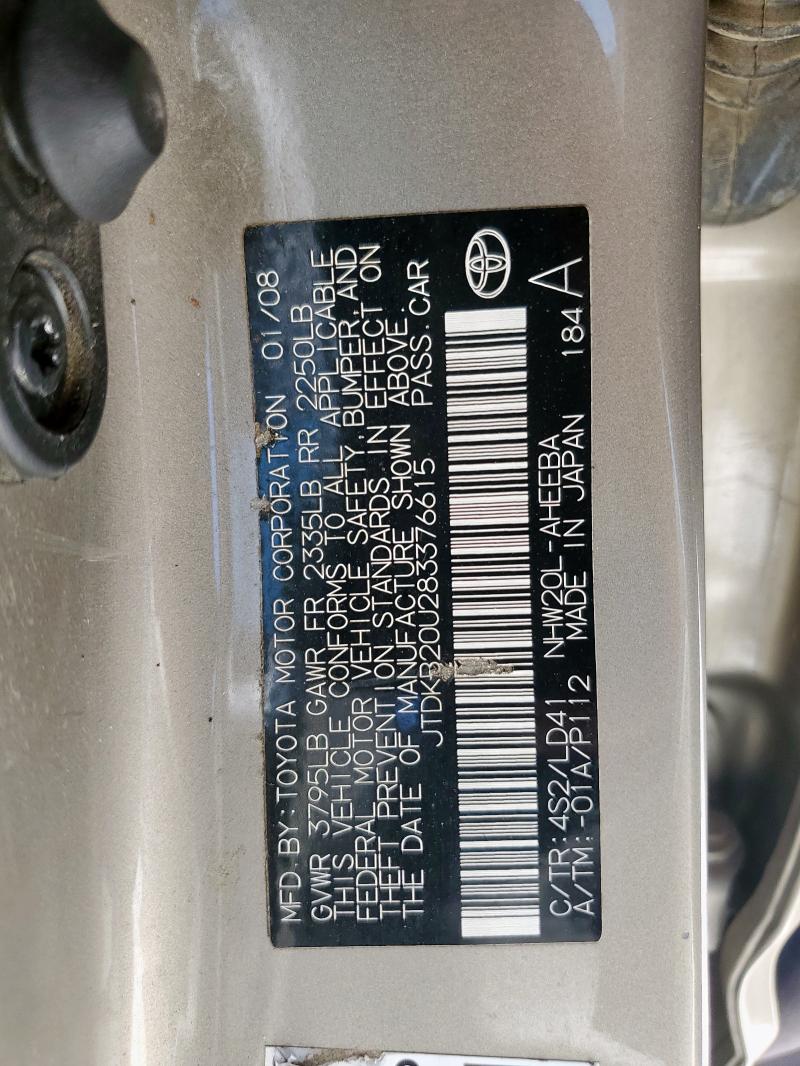 MFD.BY:TOYOTA MOTOR CORPORATION 01/08
GVWR 3795LB GAWR FR 2335LB RR 2250LB
THIS VEHICLE CONFORMS TO ALL APPLICABLE
FEDERAL MOTOR VEHICLE SAFETY,BUMPER,AND
THEFT PREVENTION STANDARDS IN EFFECT ON
THE DATE OF MANUFACTURE SHOWN ABOVE.
JTDKB20U283376615 PASS.CAR
C/TR:4S2/LD41 NHW20L-AHEEBA 184 A
A/TM:-01A/P112 MADE IN JAPAN